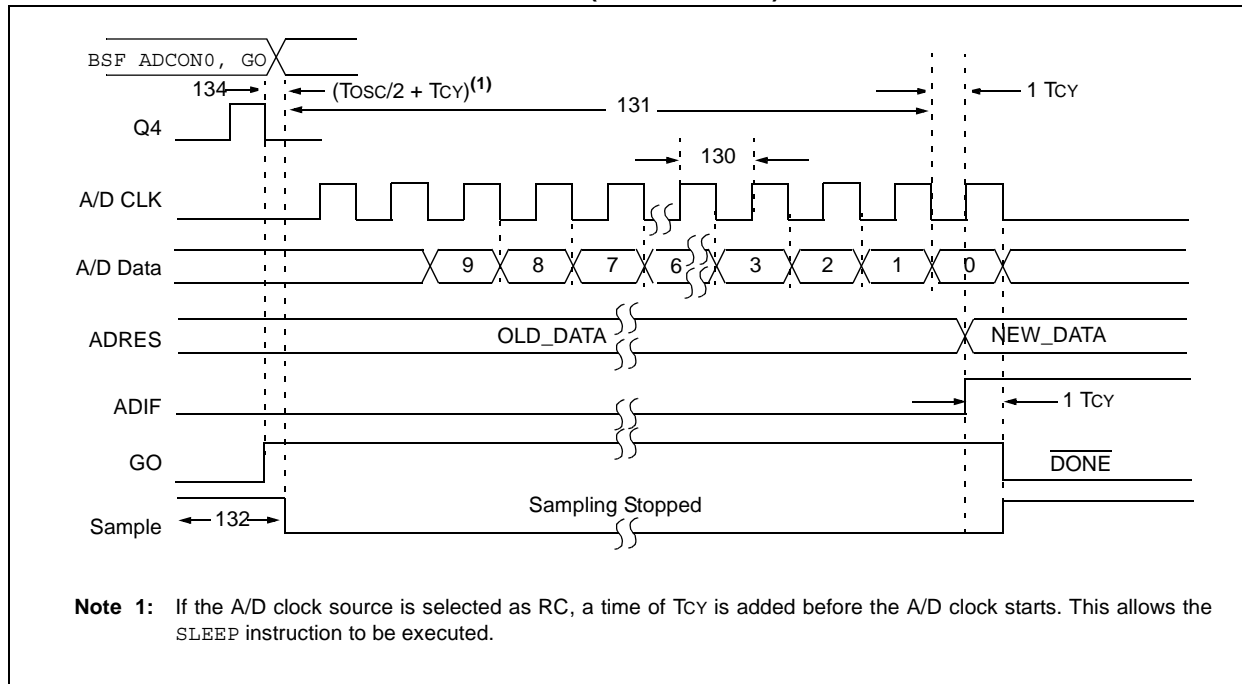 BSF ADCON0, GO
134
(TOSC/2 + TCY)(1)
131
1 TCY
Q4
130
A/D CLK
A/D Data
9 8 7 6 3 2 1 0
ADRES
OLD_DATA
NEW_DATA
ADIF
1 TCY
GO
DONE
Sample
132
Sampling Stopped
Note 1: If the A/D clock source is selected as RC, a time of TCY is added before the A/D clock starts. This allows the
SLEEP instruction to be executed.